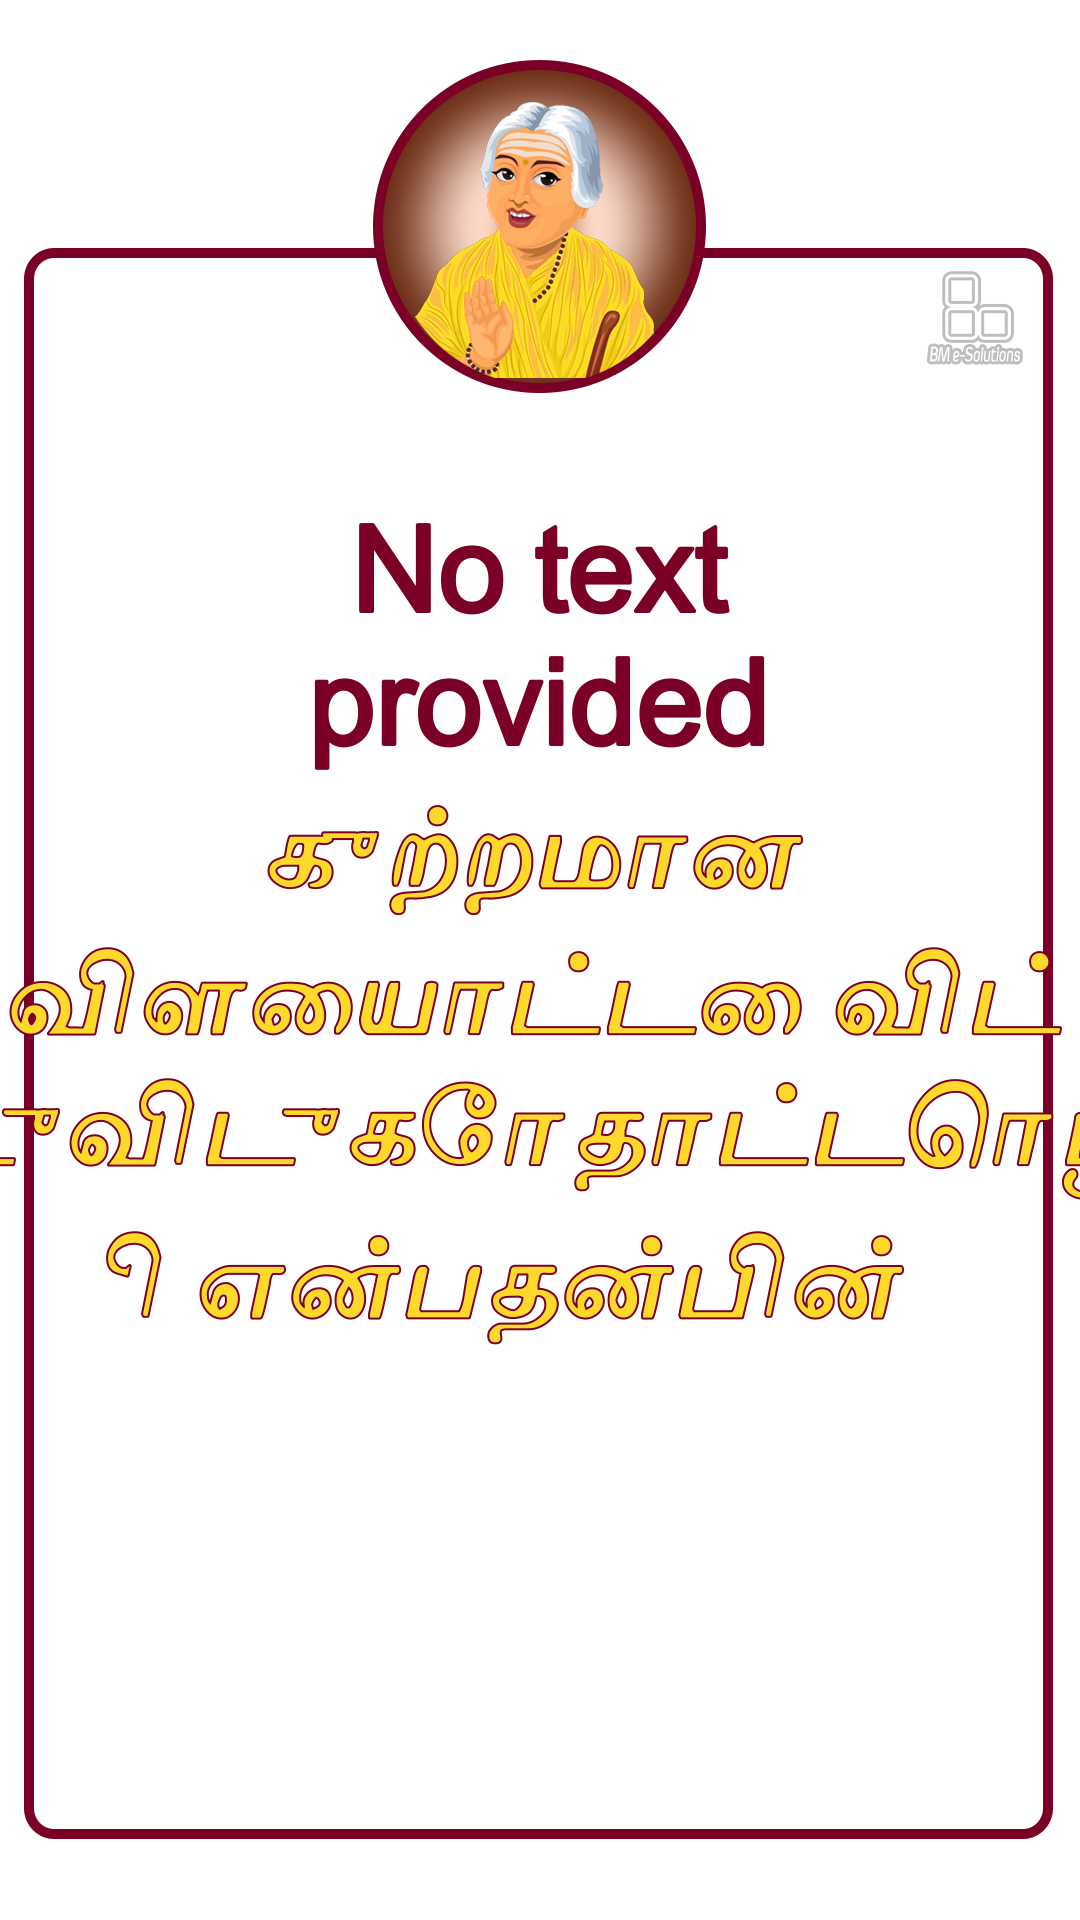 No text
provided
குற்றமான
விளையாட்டை விட்
டுவிடுகோதாட்டொழ
ி என்பதன்பின்
BM e-Solutions